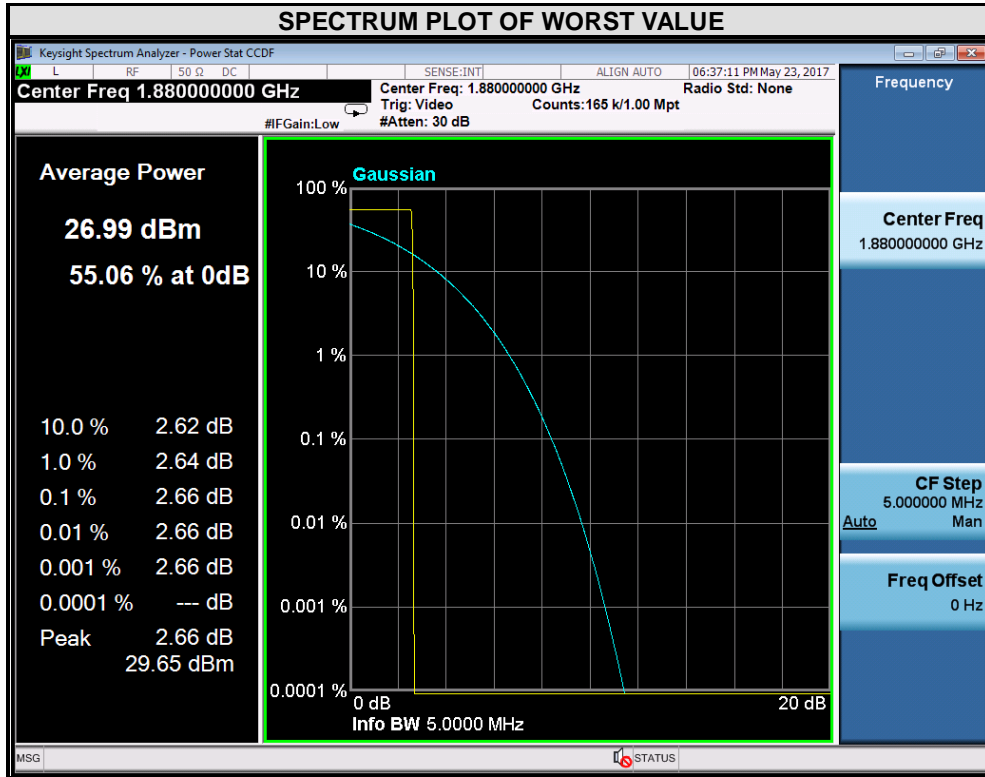 SPECTRUM PLOT OF WORST VALUE
Keysight Spectrum Analyzer - Power Stat CCDF
LXI L RF 50 Ω DC SENSE:INT ALIGN AUTO 06:37:11 PM May 23, 2017
Center Freq 1.880000000 GHz
#IFGain:Low
Center Freq: 1.880000000 GHz Radio Std: None
Trig: Video Counts:165 k/1.00 Mpt
#Atten: 30 dB
Average Power
26.99 dBm
55.06 % at 0dB
10.0 % 2.62 dB
1.0 % 2.64 dB
0.1 % 2.66 dB
0.01 % 2.66 dB
0.001 % 2.66 dB
0.0001 % --- dB
Peak 2.66 dB
29.65 dBm
Gaussian
100 %
10 %
1 %
0.1 %
0.01 %
0.001 %
0.0001 %
0 dB 20 dB
Info BW 5.0000 MHz
Frequency
Center Freq
1.880000000 GHz
CF Step
5.000000 MHz
Auto Man
Freq Offset
0 Hz
MSG STATUS